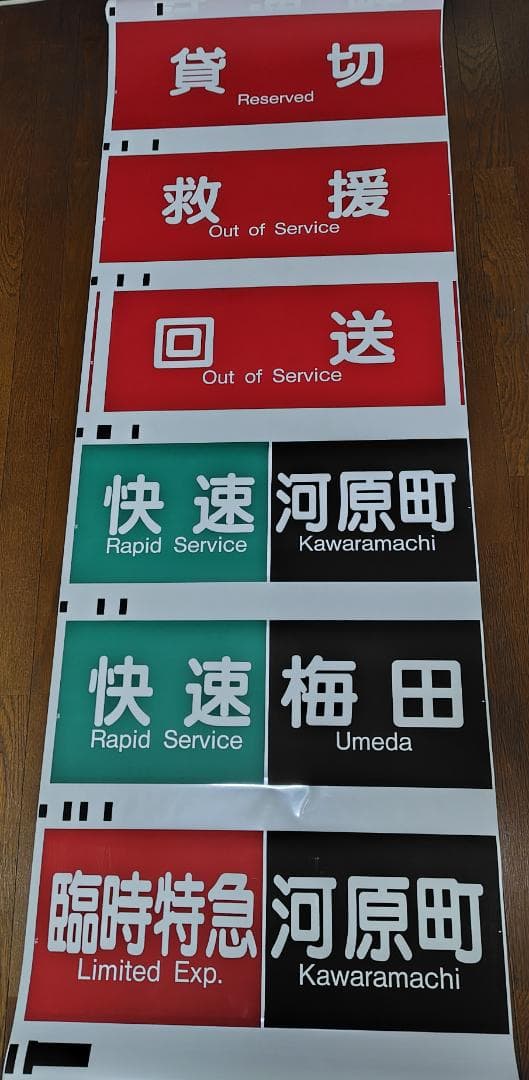 貸切
Reserved
救援
Out of Service
回送
Out of Service
快速 河原町
Rapid Service Kawaramachi
快速 梅田
Rapid Service Umeda
臨時特急 河原町
Limited Exp. Kawaramachi